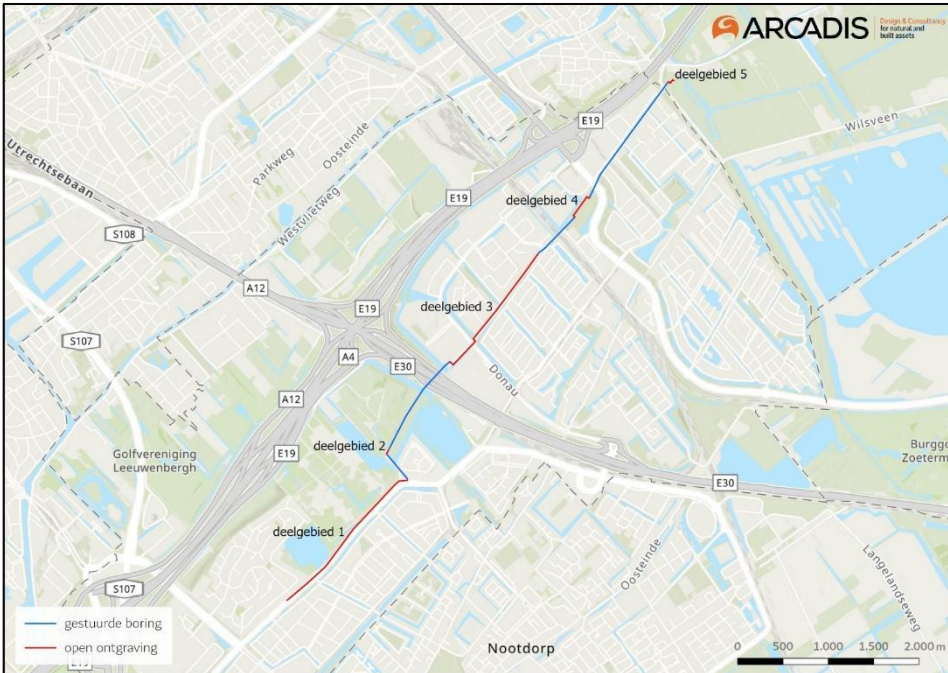 ARCADIS
Design & Consultancy
for natural and
built assets
deelgebied 5
E19
Wilsveen
Oosteinde
Parkweg
Utrechtsebaan
Westvlietweg
E19
deelgebied 4
S108
A12
E19
deelgebied 3
S107
A4
E30
Donau
A12
deelgebied 2
E19
Golfvereniging
Leeuwenbergh
Burggo
Zoeterm
E30
deelgebied 1
Oosteinde
Langelandseweg
S107
gestuurde boring
open ontgraving
Nootdorp
0 500 1.000 1.500 2.000 m